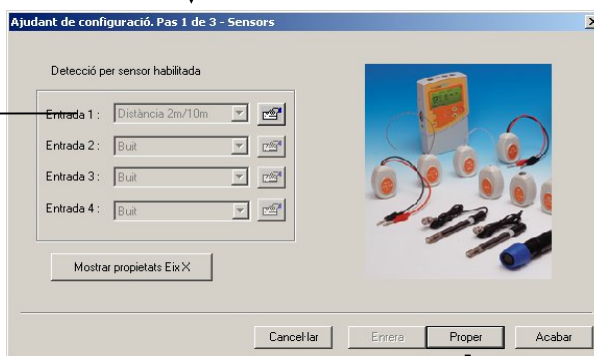 Ajudant de configuració. Pas 1 de 3 - Sensors
Detecció per sensor habilitada
Entrada 1 : Distància 2m/10m
Entrada 2 : Buit
Entrada 3 : Buit
Entrada 4 : Buit
Mostrar propietats Eix X
Cancel·lar Enrera Proper Acabar